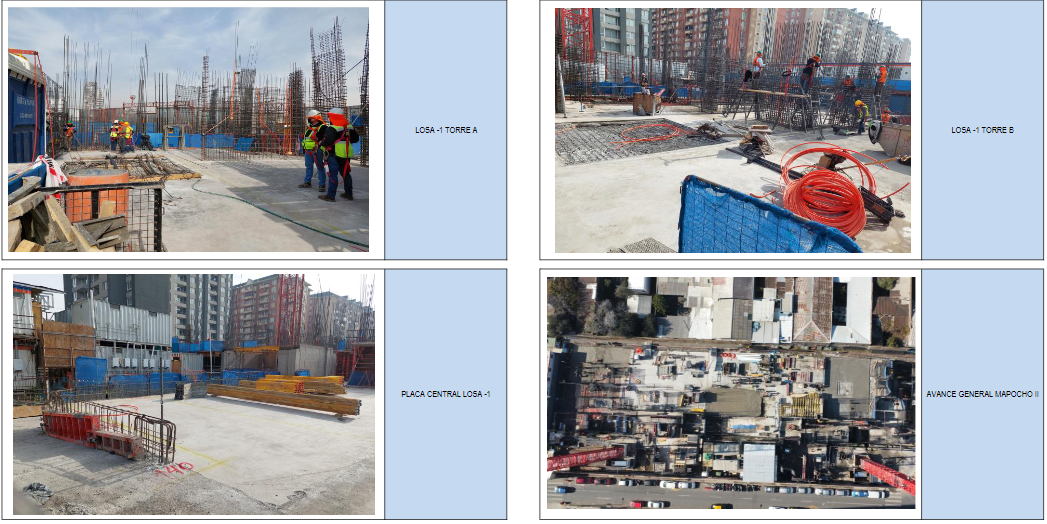 LOSA -1 TORRE A
LOSA -1 TORRE B
PLACA CENTRAL LOSA -1
AVANCE GENERAL MAPOCHO II